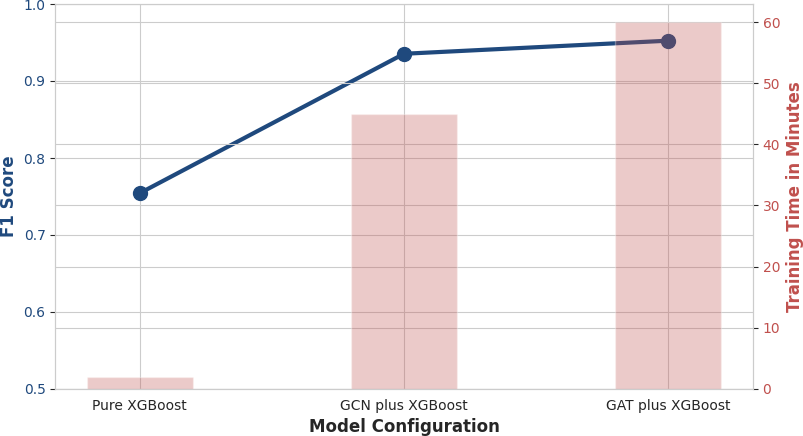 1.0
0.9
0.8
0.7
0.6
0.5
F1 Score
60
50
40
30
20
10
0
Training Time in Minutes
Pure XGBoost
GCN plus XGBoost
GAT plus XGBoost
Model Configuration